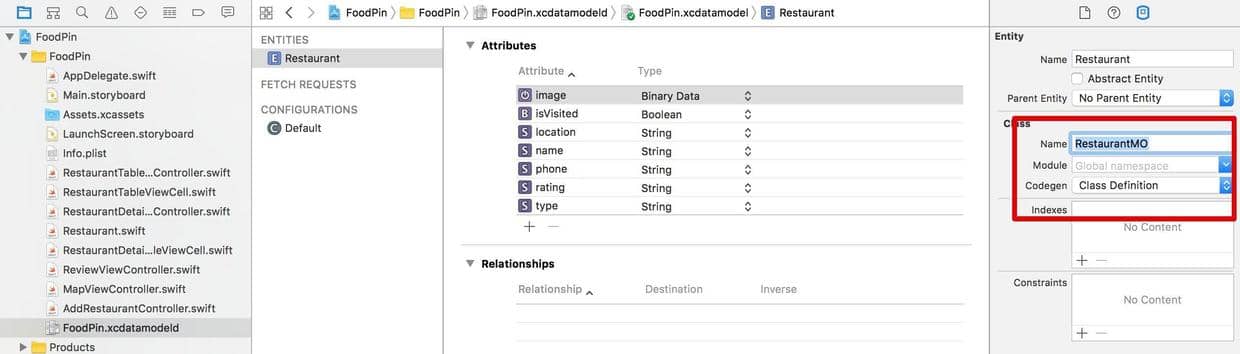 FoodPin
FoodPin
AppDelegate.swift
Main.storyboard
Assets.xcassets
LaunchScreen.storyboard
Info.plist
RestaurantTable...Controller.swift
RestaurantTableViewCell.swift
RestaurantDetai...Controller.swift
Restaurant.swift
RestaurantDetai...leViewCell.swift
ReviewViewController.swift
MapViewController.swift
AddRestaurantController.swift
FoodPin.xcdatamodeld
Products
FoodPin FoodPin FoodPin.xcdatamodeld FoodPin.xcdatamodel E Restaurant
ENTITIES
E Restaurant
FETCH REQUESTS
CONFIGURATIONS
C Default
Attributes
Attribute Type
image Binary Data
B isVisited Boolean
S location String
S name String
S phone String
S rating String
S type String
Relationships
Relationship Destination Inverse
Entity
Name Restaurant
Abstract Entity
Parent Entity No Parent Entity
Class
Name RestaurantMO
Module Global namespace
Codegen Class Definition
Indexes
No Content
Constraints
No Content